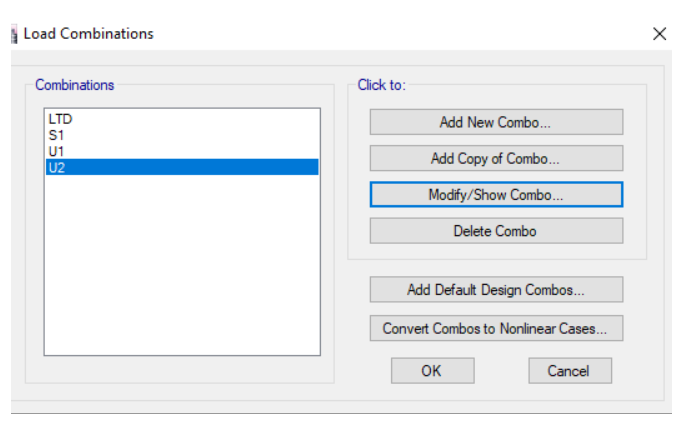 Load Combinations
Combinations
LTD
S1
U1
U2
Click to:
Add New Combo...
Add Copy of Combo...
Modify/Show Combo...
Delete Combo
Add Default Design Combos...
Convert Combos to Nonlinear Cases...
OK
Cancel